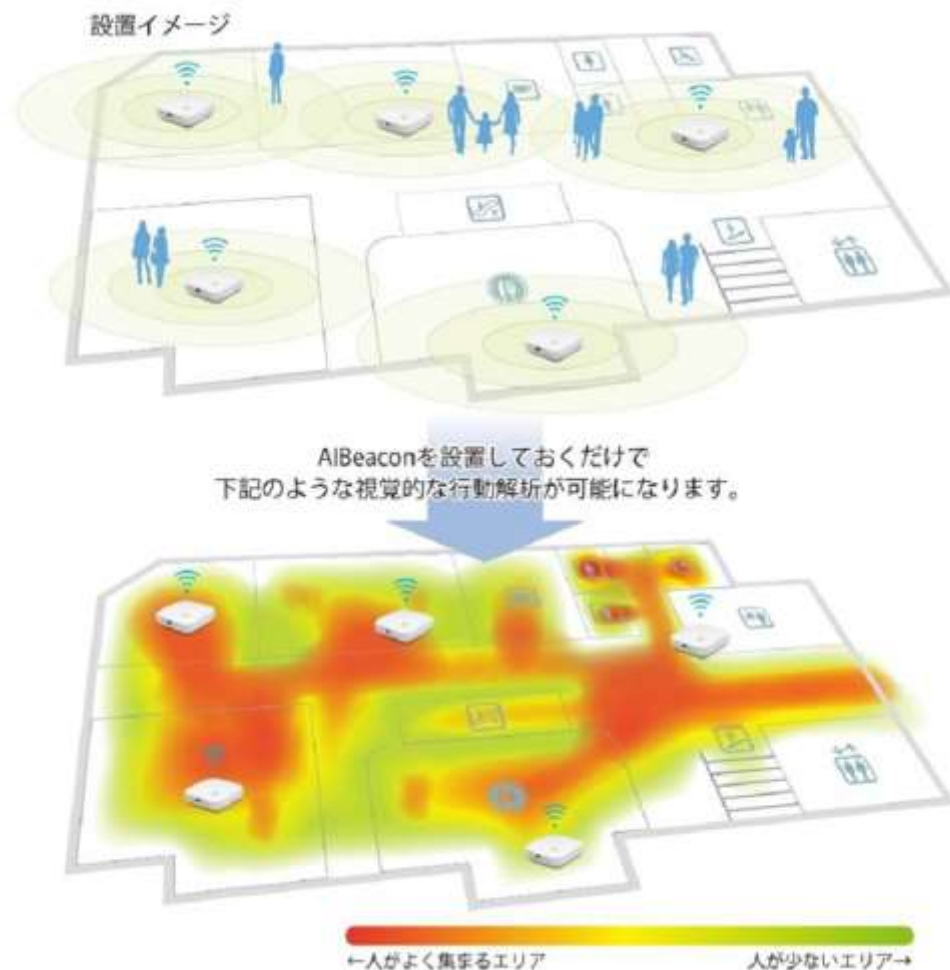 設置イメージ
AIBeaconを設置しておくだけで
下記のような視覚的な行動解析が可能になります。
←人がよく集まるエリア
人が少ないエリア→